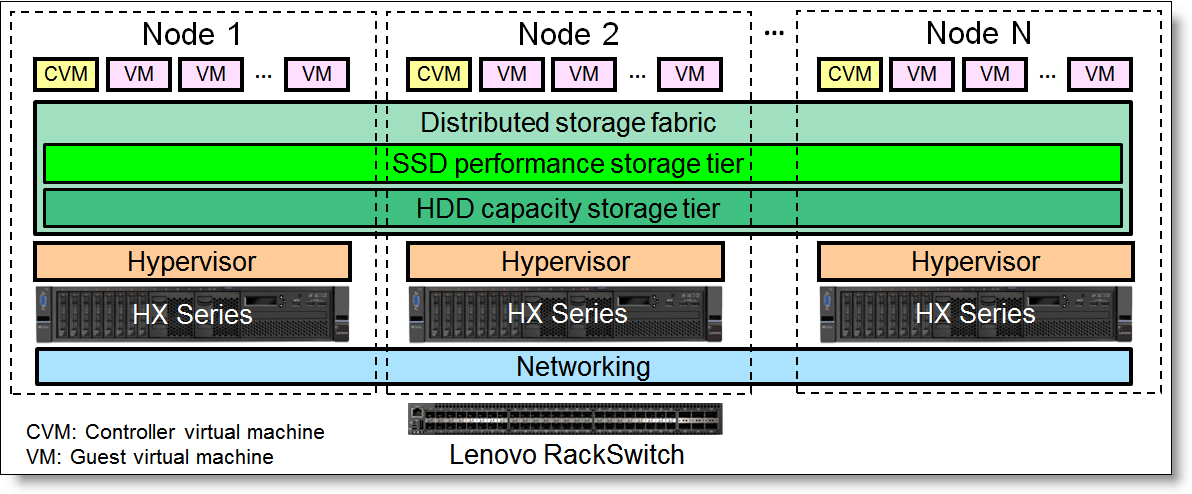 Node 1
Node 2
...
Node N
CVM VM VM ... VM
CVM VM VM ... VM
CVM VM VM ... VM
Distributed storage fabric
SSD performance storage tier
HDD capacity storage tier
Hypervisor
Hypervisor
Hypervisor
HX Series
HX Series
HX Series
Networking
CVM: Controller virtual machine
VM: Guest virtual machine
Lenovo RackSwitch